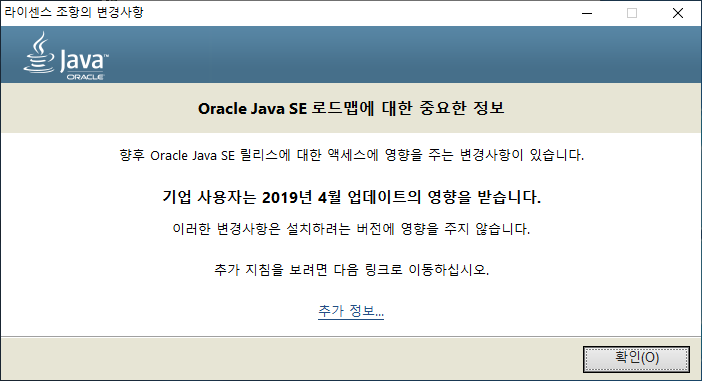 라이센스 조항의 변경사항
Java™
ORACLE
Oracle Java SE 로드맵에 대한 중요한 정보
향후 Oracle Java SE 릴리스에 대한 액세스에 영향을 주는 변경사항이 있습니다.
기업 사용자는 2019년 4월 업데이트의 영향을 받습니다.
이러한 변경사항은 설치하려는 버전에 영향을 주지 않습니다.
추가 지침을 보려면 다음 링크로 이동하십시오.
추가 정보...
확인(O)